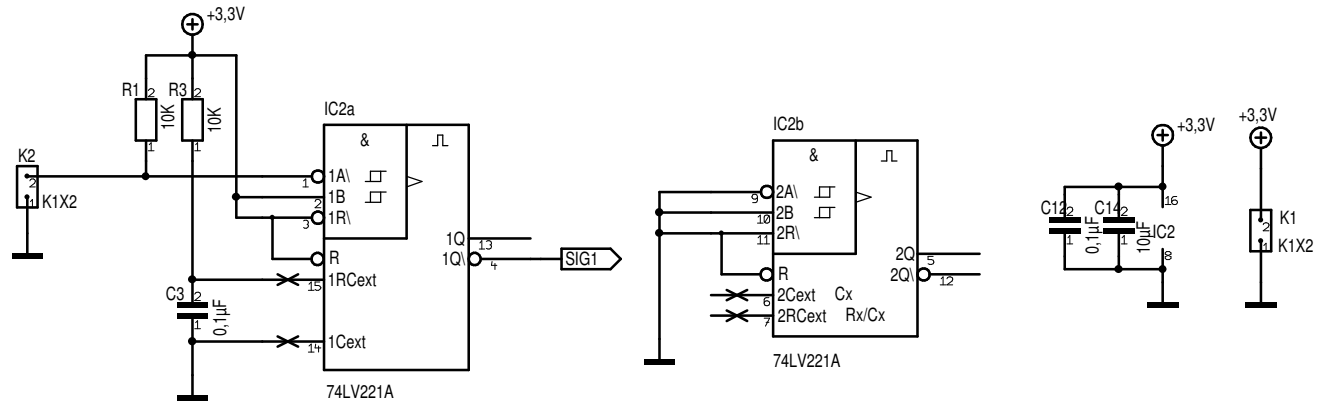 +3,3V
R1
2
10K
1
R3
2
10K
1
K2
2
1
K1X2
C3
2
1
0,1µF
IC2a
&
1
1A\
2
1B
3
1R\
R
15
1RCext
14
1Cext
1Q
13
1Q\
4
SIG1
74LV221A
IC2b
&
9
2A\
10
2B
11
2R\
R
6
2Cext
Cx
7
2RCext
Rx/Cx
2Q
5
2Q\
12
74LV221A
+3,3V
C12
2
1
0,1µF
C14
2
1
10µF
16
IC2
8
+3,3V
K1
2
1
K1X2